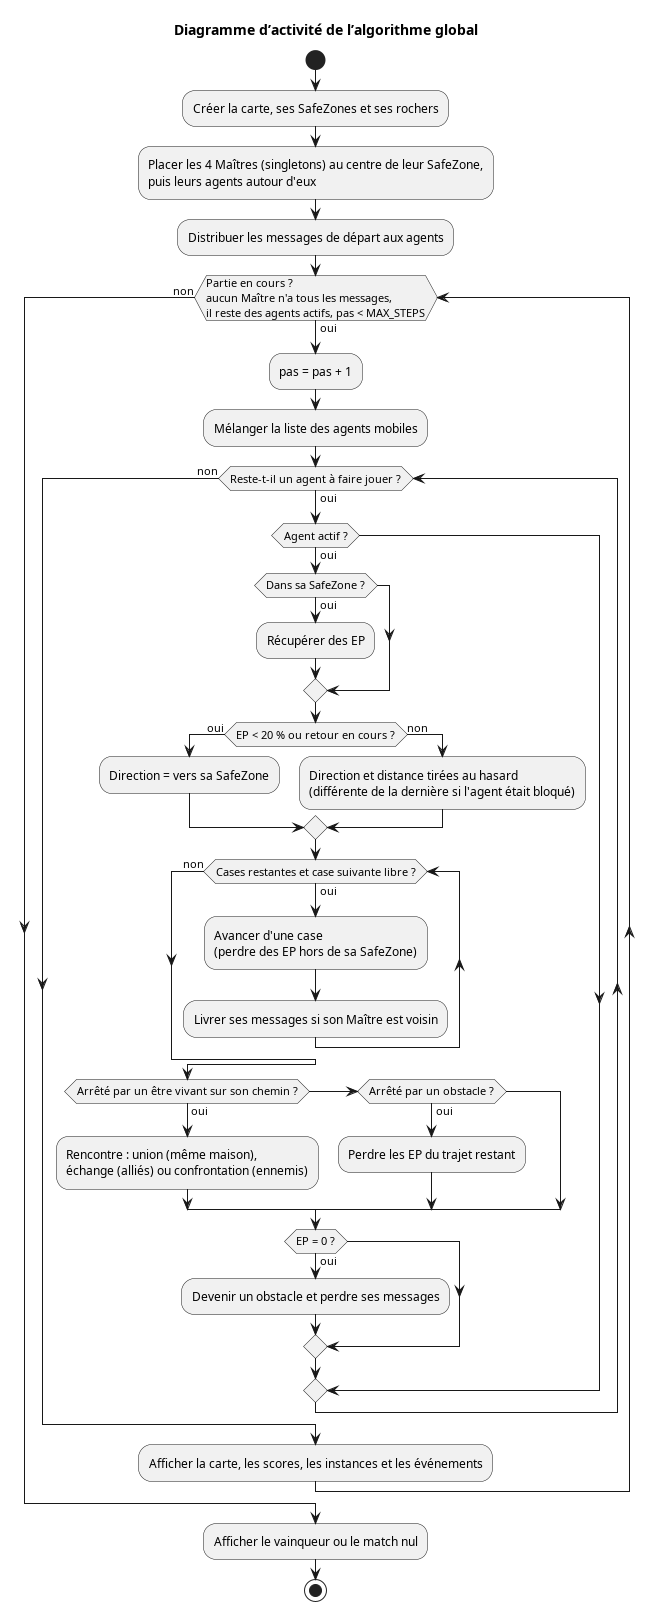 Diagramme d’activité de l’algorithme global
Créer la carte, ses SafeZones et ses rochers
Placer les 4 Maîtres (singletons) au centre de leur SafeZone,
puis leurs agents autour d'eux
Distribuer les messages de départ aux agents
non
Partie en cours ?
aucun Maître n'a tous les messages,
il reste des agents actifs, pas < MAX_STEPS
oui
pas = pas + 1
Mélanger la liste des agents mobiles
non
Reste-t-il un agent à faire jouer ?
oui
Agent actif ?
oui
Dans sa SafeZone ?
oui
Récupérer des EP
oui
EP < 20 % ou retour en cours ?
non
Direction = vers sa SafeZone
Direction et distance tirées au hasard
(différente de la dernière si l'agent était bloqué)
non
Cases restantes et case suivante libre ?
oui
Avancer d'une case
(perdre des EP hors de sa SafeZone)
Livrer ses messages si son Maître est voisin
Arrêté par un être vivant sur son chemin ?
oui
Arrêté par un obstacle ?
oui
Rencontre : union (même maison),
échange (alliés) ou confrontation (ennemis)
Perdre les EP du trajet restant
EP = 0 ?
oui
Devenir un obstacle et perdre ses messages
Afficher la carte, les scores, les instances et les événements
Afficher le vainqueur ou le match nul